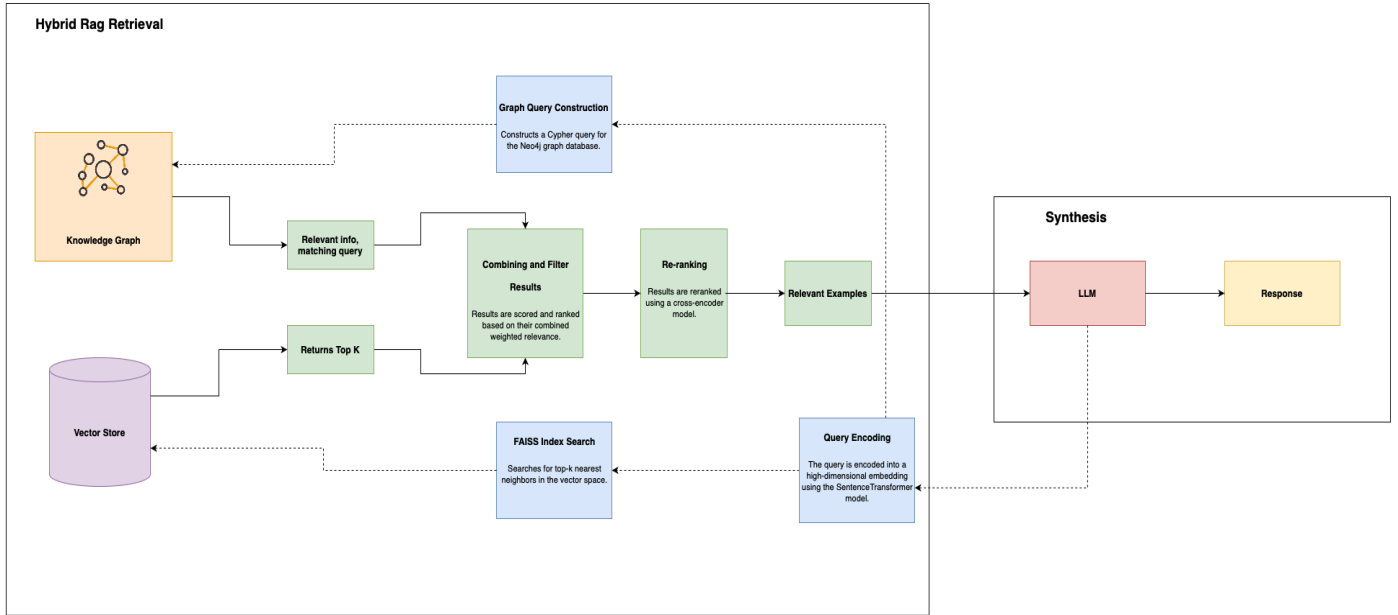 Hybrid Rag Retrieval
Graph Query Construction
Constructs a Cypher query for
the Neo4j graph database.
Knowledge Graph
Relevant info,
matching query
Combining and Filter
Results
Results are scored and ranked
based on their combined
weighted relevance.
Re-ranking
Results are reranked
using a cross-encoder
model.
Relevant Examples
Synthesis
LLM
Response
Returns Top K
Vector Store
FAISS Index Search
Searches for top-k nearest
neighbors in the vector space.
Query Encoding
The query is encoded into a
high-dimensional embedding
using the SentenceTransformer
model.